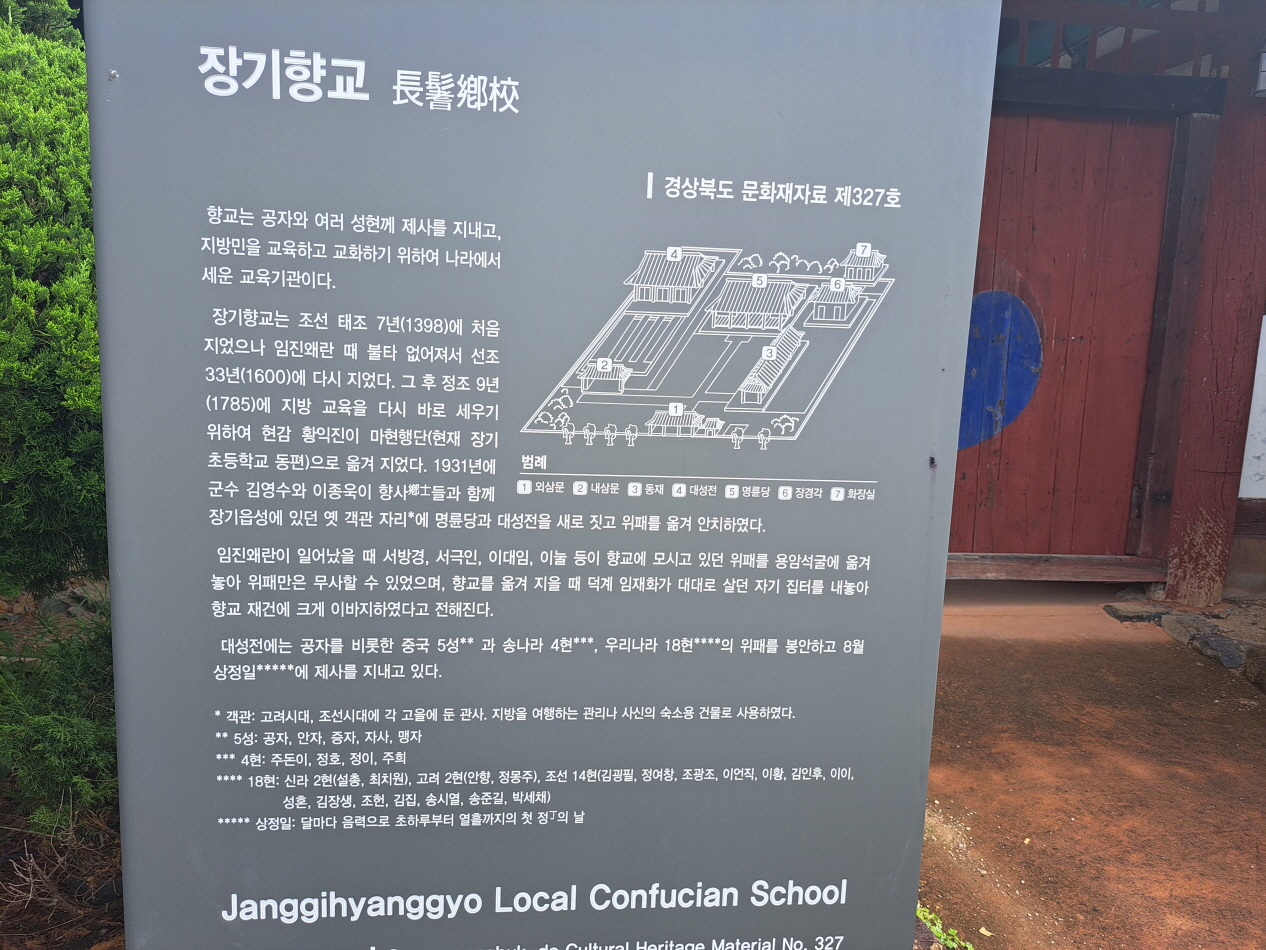 장기향교 長鬐鄕校
경상북도 문화재자료 제327호
향교는 공자와 여러 성현께 제사를 지내고,
지방민을 교육하고 교화하기 위하여 나라에서
세운 교육기관이다.
장기향교는 조선 태조 7년(1398)에 처음
지었으나 임진왜란 때 불타 없어져서 선조
33년(1600)에 다시 지었다. 그 후 정조 9년
(1785)에 지방 교육을 다시 바로 세우기
위하여 현감 황익진이 마현행단(현재 장기
초등학교 동편)으로 옮겨 지었다. 1931년에
군수 김영수와 이종욱이 향사鄕士들과 함께
장기읍성에 있던 옛 객관 자리*에 명륜당과 대성전을 새로 짓고 위패를 옮겨 안치하였다.
4
7
5
6
3
2
1
범례
1 외삼문 2 내삼문 3 동재 4 대성전 5 명륜당 6 장경각 7 화장실
임진왜란이 일어났을 때 서방경, 서극인, 이대임, 이눌 등이 향교에 모시고 있던 위패를 용암석굴에 옮겨
놓아 위패만은 무사할 수 있었으며, 향교를 옮겨 지을 때 덕계 임재화가 대대로 살던 자기 집터를 내놓아
향교 재건에 크게 이바지하였다고 전해진다.
대성전에는 공자를 비롯한 중국 5성** 과 송나라 4현***, 우리나라 18현****의 위패를 봉안하고 8월
상정일*****에 제사를 지내고 있다.
* 객관: 고려시대, 조선시대에 각 고을에 둔 관사. 지방을 여행하는 관리나 사신의 숙소용 건물로 사용하였다.
** 5성: 공자, 안자, 증자, 자사, 맹자
*** 4현: 주돈이, 정호, 정이, 주희
**** 18현: 신라 2현(설총, 최치원), 고려 2현(안향, 정몽주), 조선 14현(김굉필, 정여창, 조광조, 이언직, 이황, 김인후, 이이,
성혼, 김장생, 조헌, 김집, 송시열, 송준길, 박세채)
***** 상정일: 달마다 음력으로 초하루부터 열흘까지의 첫 정丁의 날
Janggihyanggyo Local Confucian School
do Cultural Heritage Material No. 327